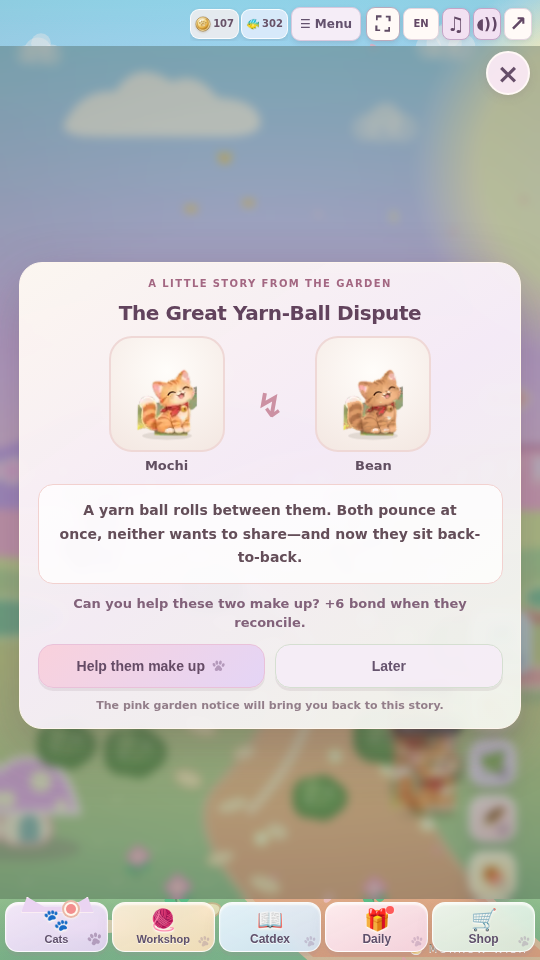 107
302
☰ Menu
EN
A LITTLE STORY FROM THE GARDEN
The Great Yarn-Ball Dispute
Mochi
Bean
A yarn ball rolls between them. Both pounce at
once, neither wants to share—and now they sit back-
to-back.
Can you help these two make up? +6 bond when they
reconcile.
Help them make up
Later
The pink garden notice will bring you back to this story.
Cats
Workshop
Catdex
Daily
Shop